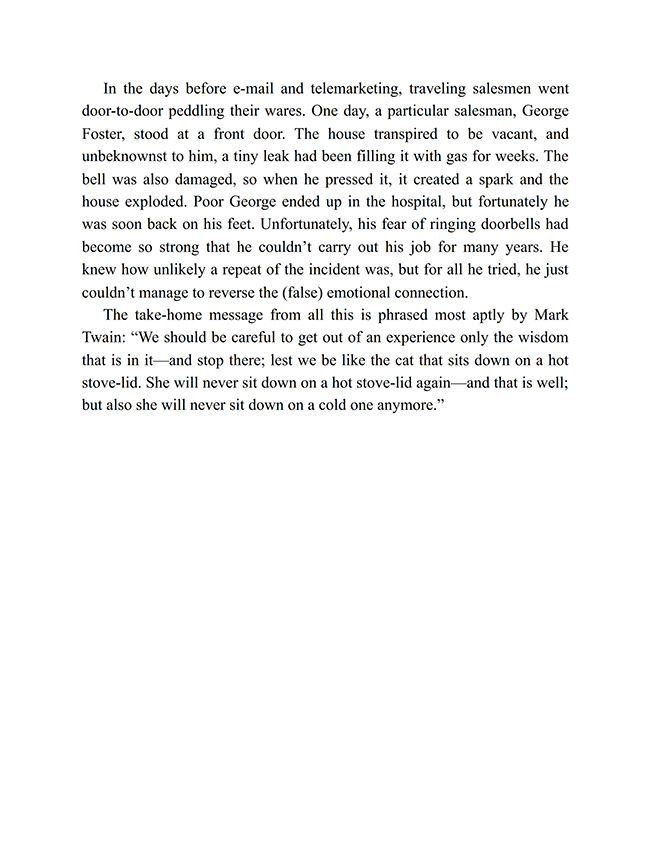 In the days before e-mail and telemarketing, traveling salesmen went
door-to-door peddling their wares. One day, a particular salesman, George
Foster, stood at a front door. The house transpired to be vacant, and
unbeknownst to him, a tiny leak had been filling it with gas for weeks. The
bell was also damaged, so when he pressed it, it created a spark and the
house exploded. Poor George ended up in the hospital, but fortunately he
was soon back on his feet. Unfortunately, his fear of ringing doorbells had
become so strong that he couldn’t carry out his job for many years. He
knew how unlikely a repeat of the incident was, but for all he tried, he just
couldn’t manage to reverse the (false) emotional connection.
The take-home message from all this is phrased most aptly by Mark
Twain: “We should be careful to get out of an experience only the wisdom
that is in it—and stop there; lest we be like the cat that sits down on a hot
stove-lid. She will never sit down on a hot stove-lid again—and that is well;
but also she will never sit down on a cold one anymore.”